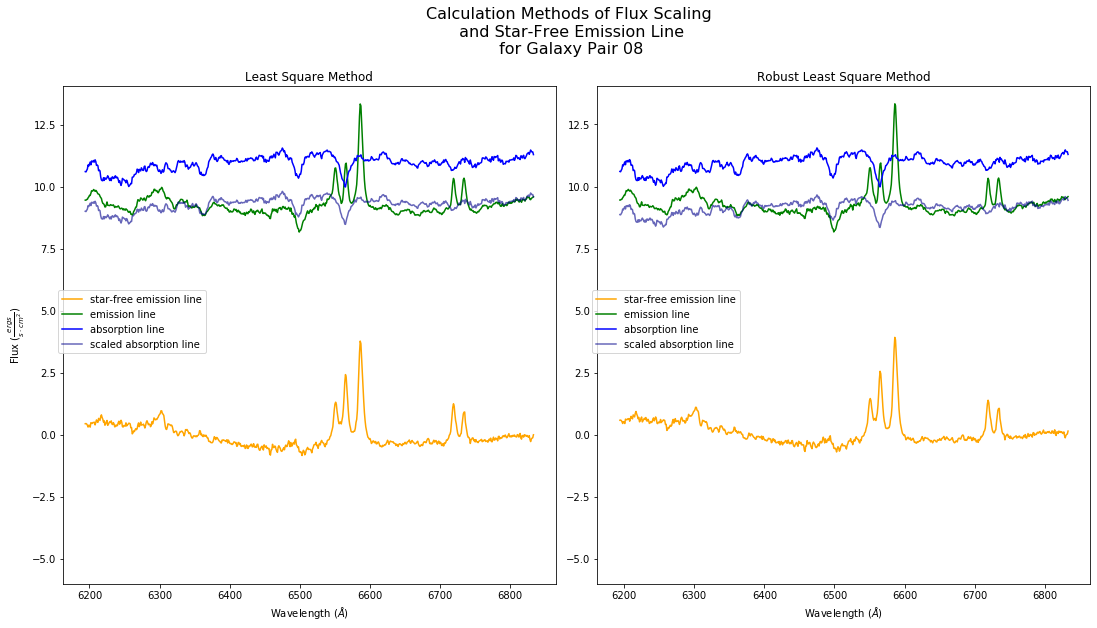 Calculation Methods of Flux Scaling
and Star-Free Emission Line
for Galaxy Pair 08
Least Square Method
12.5
10.0
7.5
5.0
2.5
0.0
−2.5
−5.0
Flux (ergs/s · cm²)
star-free emission line
emission line
absorption line
scaled absorption line
6200 6300 6400 6500 6600 6700 6800
Wavelength (Å)
Robust Least Square Method
12.5
10.0
7.5
5.0
2.5
0.0
−2.5
−5.0
star-free emission line
emission line
absorption line
scaled absorption line
6200 6300 6400 6500 6600 6700 6800
Wavelength (Å)